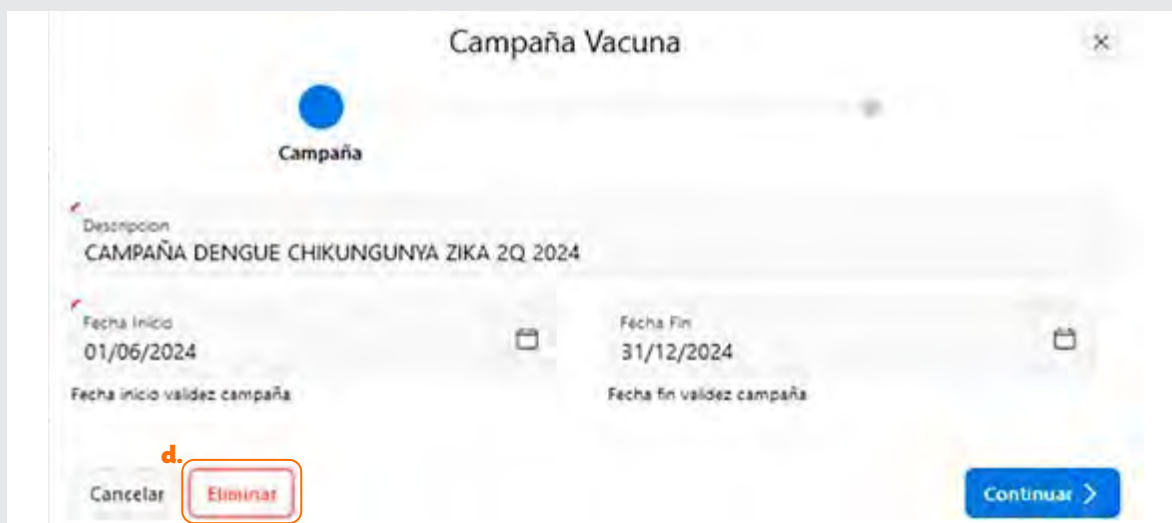 Campaña Vacuna
Campaña
Descripcion
CAMPAÑA DENGUE CHIKUNGUNYA ZIKA 2Q 2024
Fecha Inicio
01/06/2024
Fecha Fin
31/12/2024
Fecha inicio validez campaña
Fecha fin validez campaña
d.
Cancelar
Eliminar
Continuar